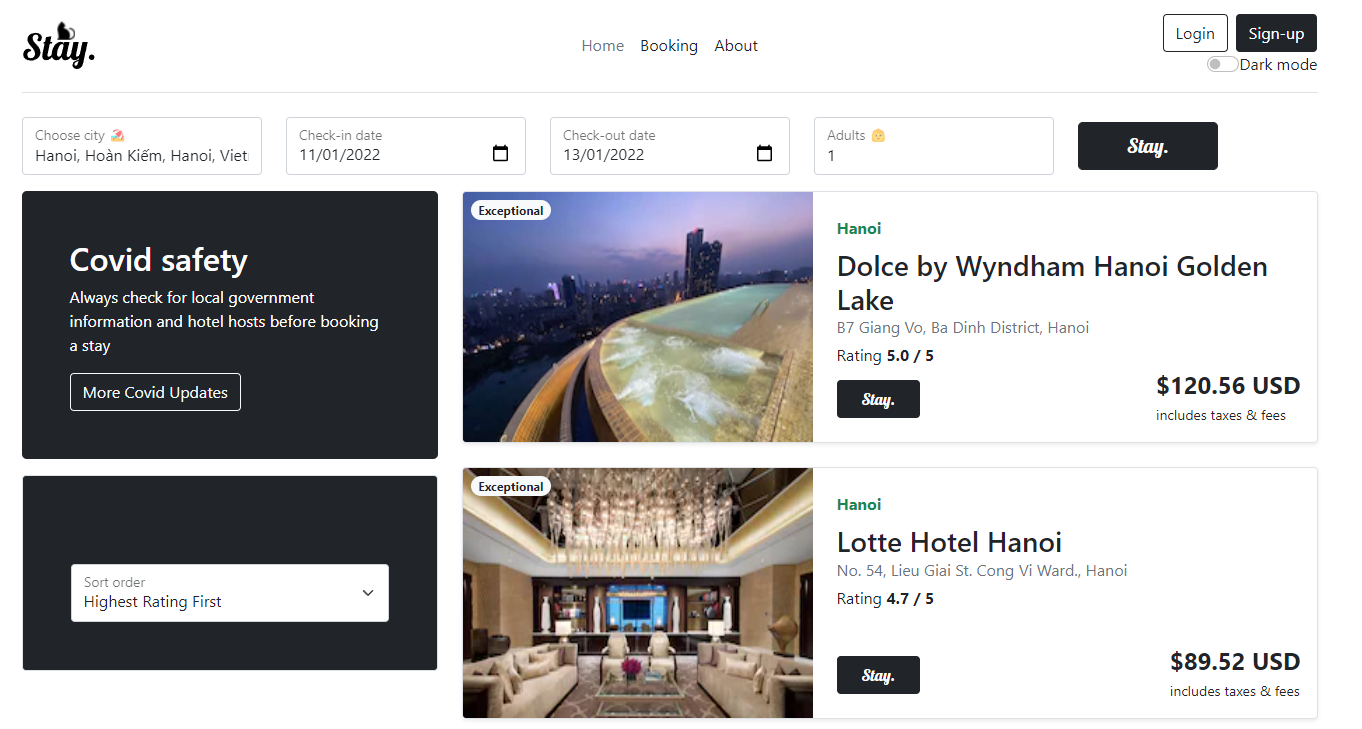 Stay.
Home Booking About
Login Sign-up
Dark mode
Choose city 🏖️
Hanoi, Hoàn Kiếm, Hanoi, Viet
Check-in date
11/01/2022
Check-out date
13/01/2022
Adults
1
Stay.
Covid safety
Always check for local government
information and hotel hosts before booking
a stay
More Covid Updates
Sort order
Highest Rating First
Exceptional
Hanoi
Dolce by Wyndham Hanoi Golden
Lake
B7 Giang Vo, Ba Dinh District, Hanoi
Rating 5.0 / 5
Stay.
$120.56 USD
includes taxes & fees
Exceptional
Hanoi
Lotte Hotel Hanoi
No. 54, Lieu Giai St. Cong Vi Ward., Hanoi
Rating 4.7 / 5
Stay.
$89.52 USD
includes taxes & fees